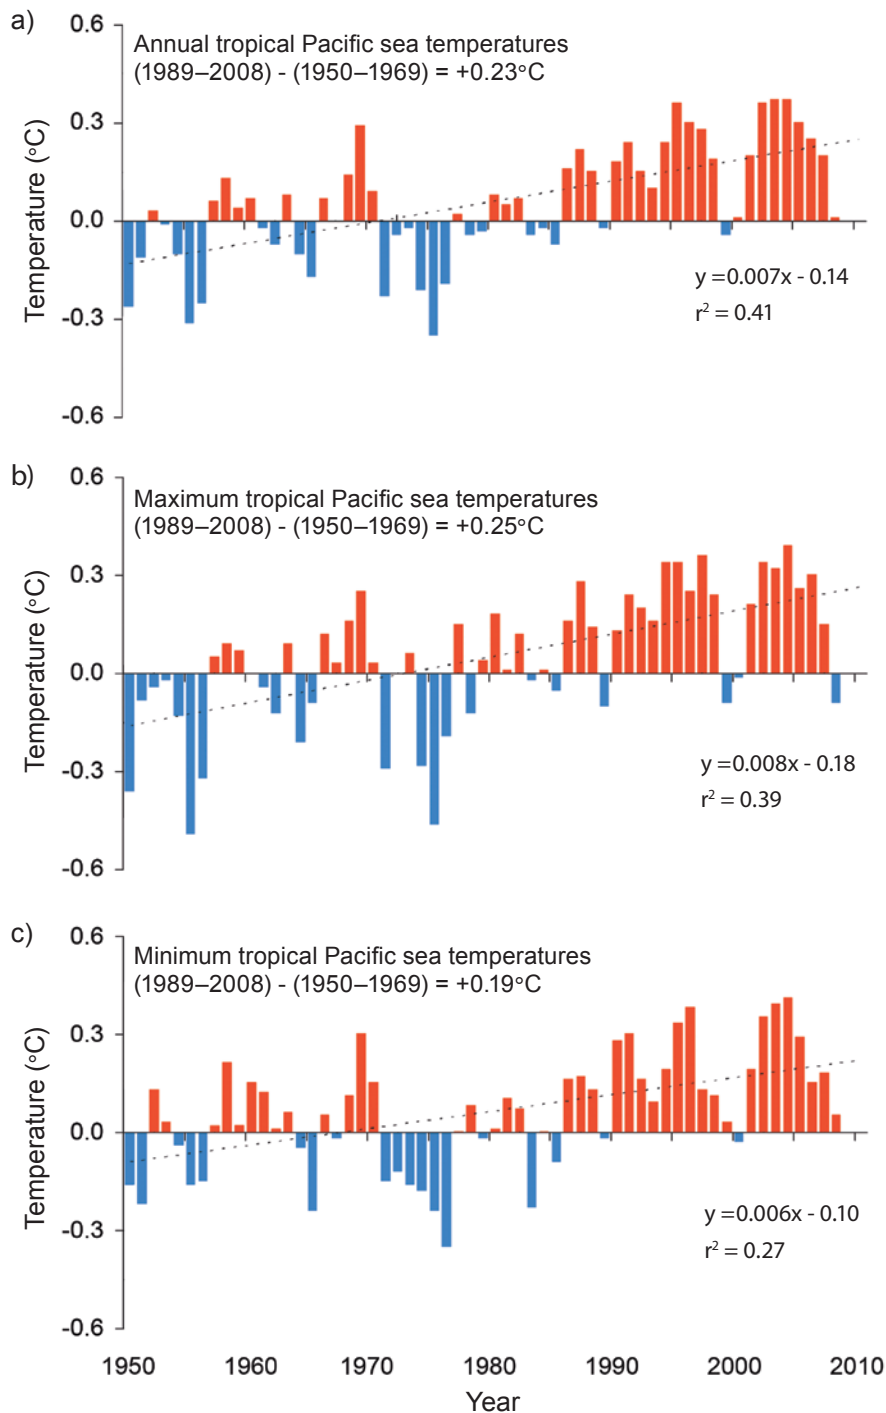 a)
Annual tropical Pacific sea temperatures
(1989–2008) - (1950–1969) = +0.23°C
0.6
0.3
0.0
-0.3
-0.6
Temperature (°C)
y =0.007x - 0.14
r² = 0.41
b)
Maximum tropical Pacific sea temperatures
(1989–2008) - (1950–1969) = +0.25°C
0.6
0.3
0.0
-0.3
-0.6
Temperature (°C)
y =0.008x - 0.18
r² = 0.39
c)
Minimum tropical Pacific sea temperatures
(1989–2008) - (1950–1969) = +0.19°C
0.6
0.3
0.0
-0.3
-0.6
Temperature (°C)
y =0.006x - 0.10
r² = 0.27
1950 1960 1970 1980 1990 2000 2010
Year